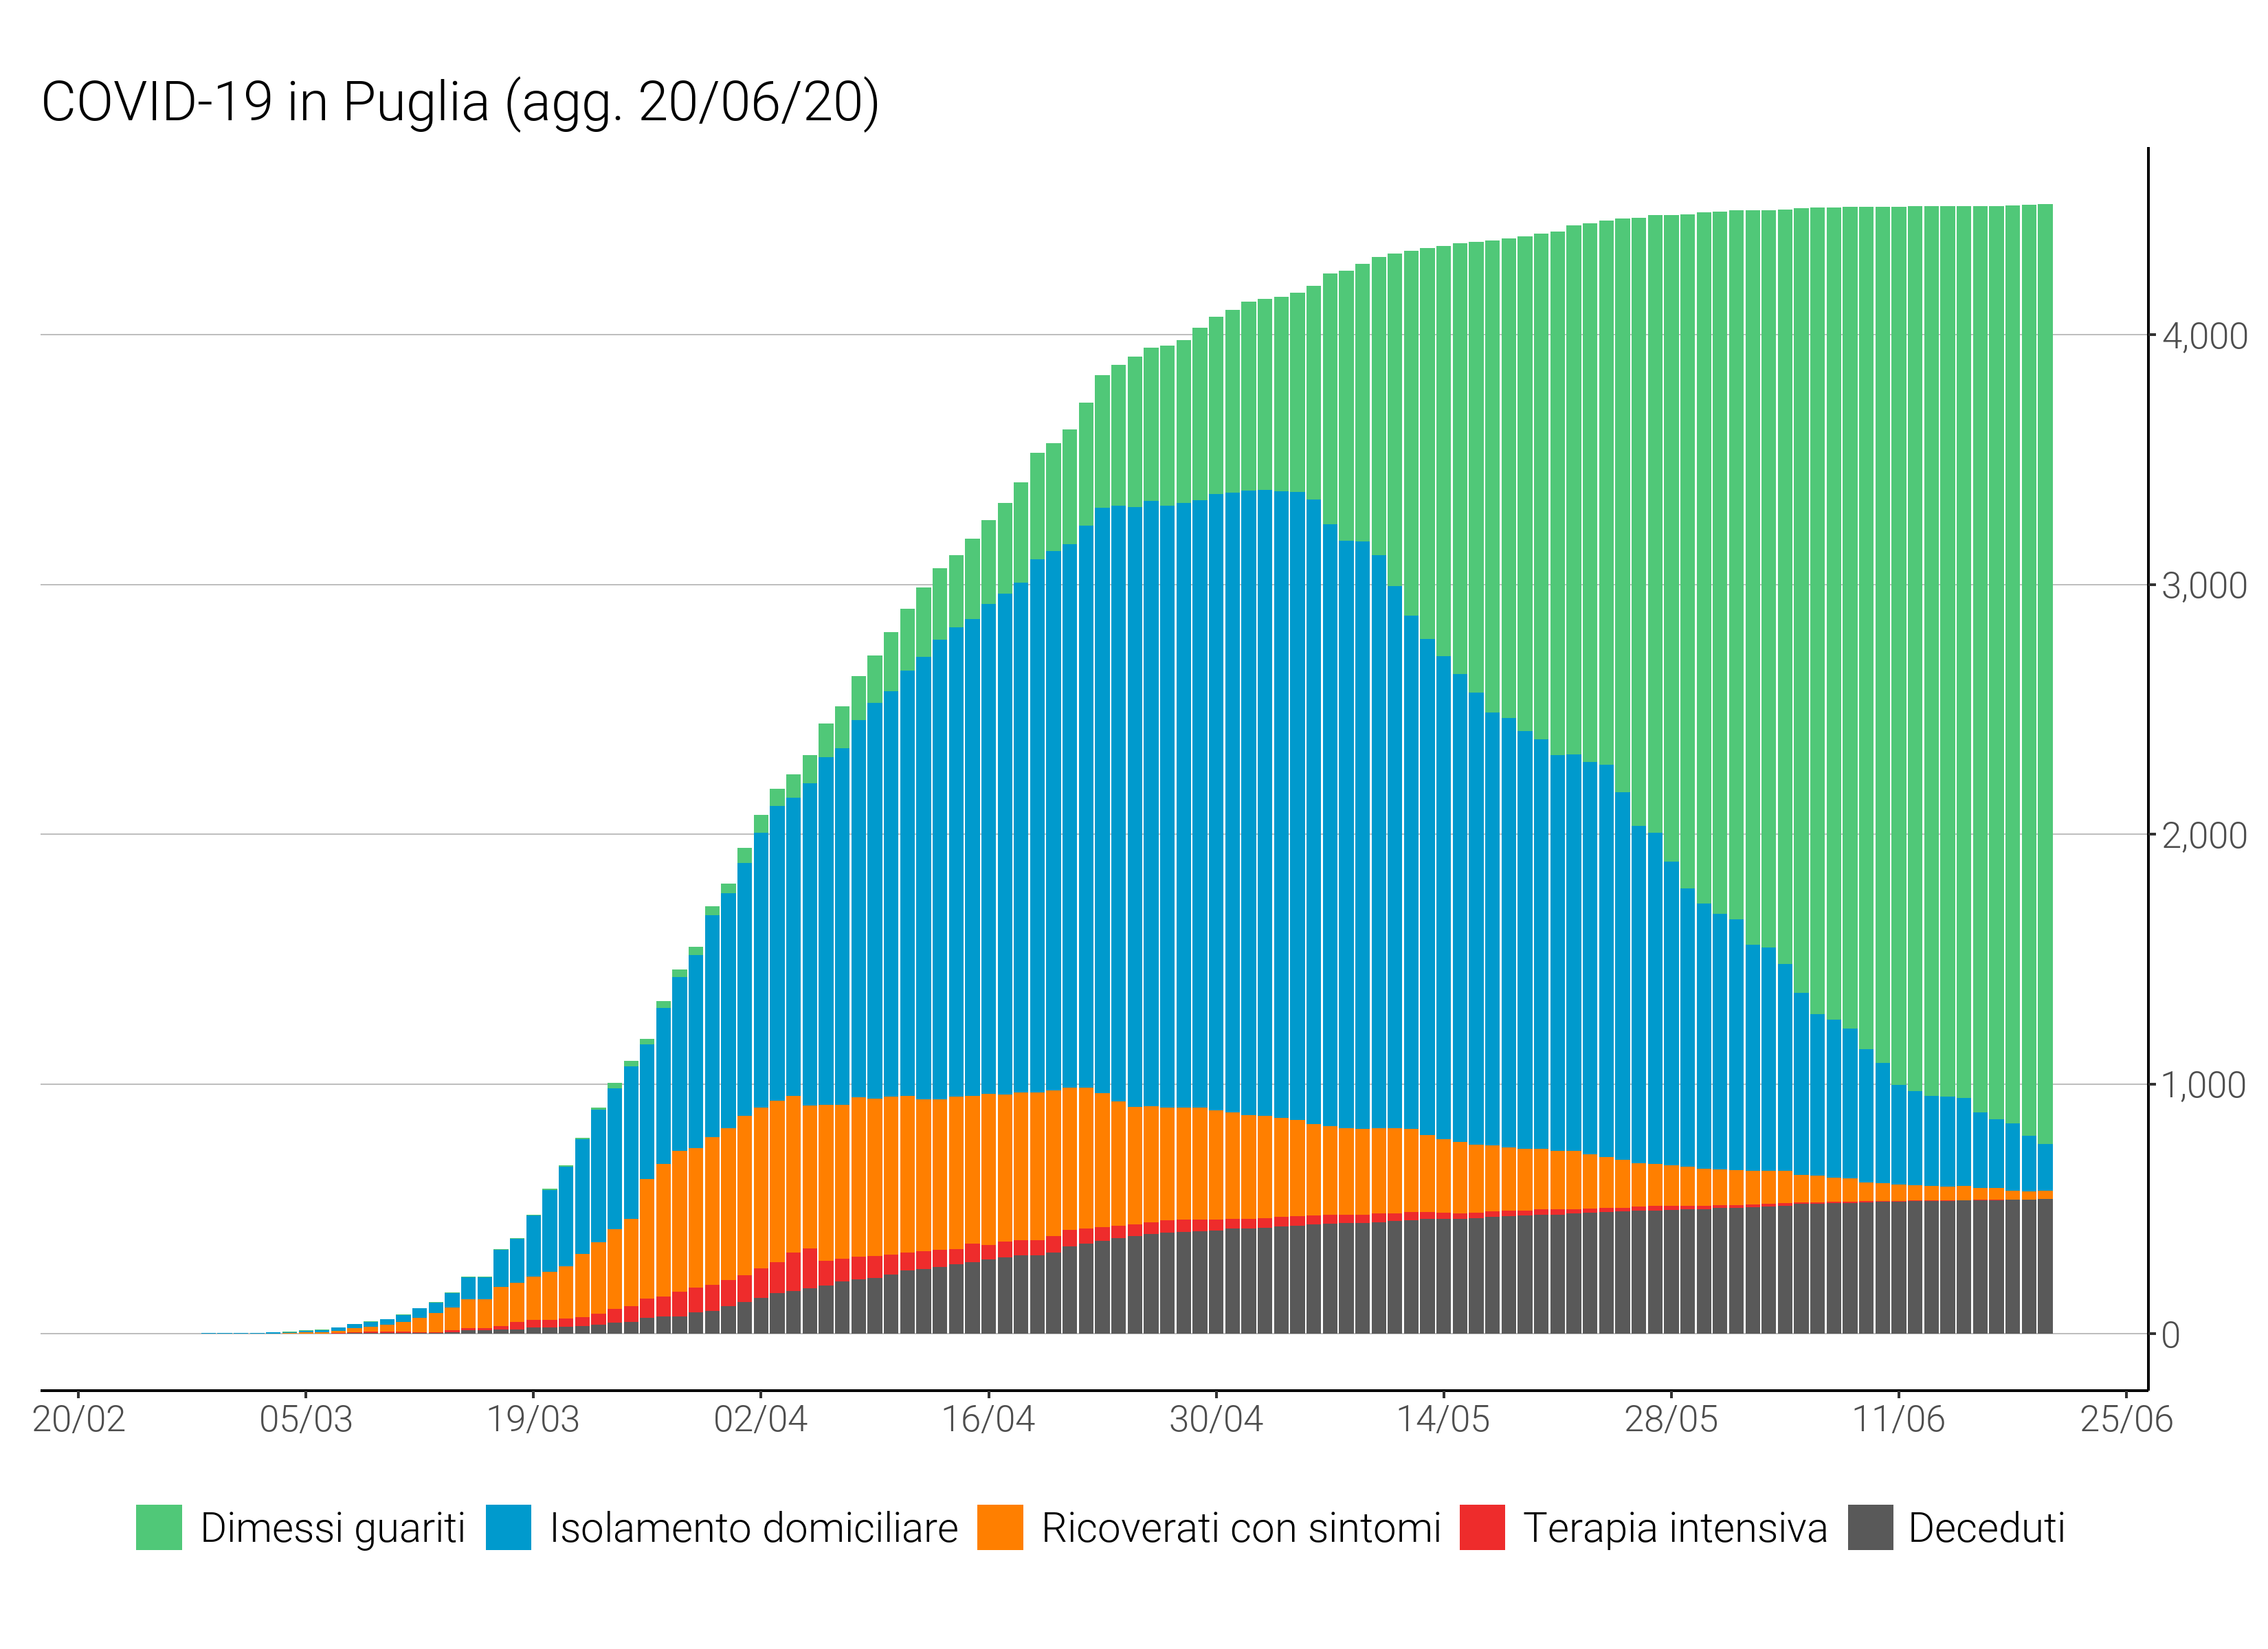 COVID-19 in Puglia (agg. 20/06/20)
4,000
3,000
2,000
1,000
0
20/02 05/03 19/03 02/04 16/04 30/04 14/05 28/05 11/06 25/06
Dimessi guariti Isolamento domiciliare Ricoverati con sintomi Terapia intensiva Deceduti